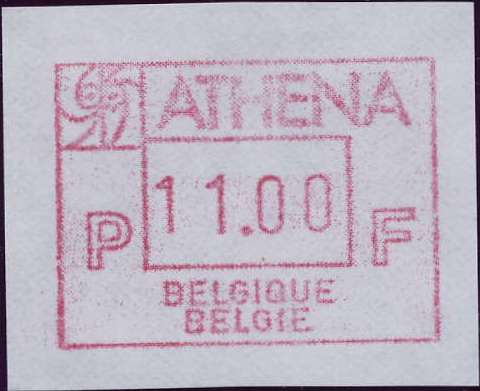 ATHENA
11.00
P F
BELGIQUE
BELGIE